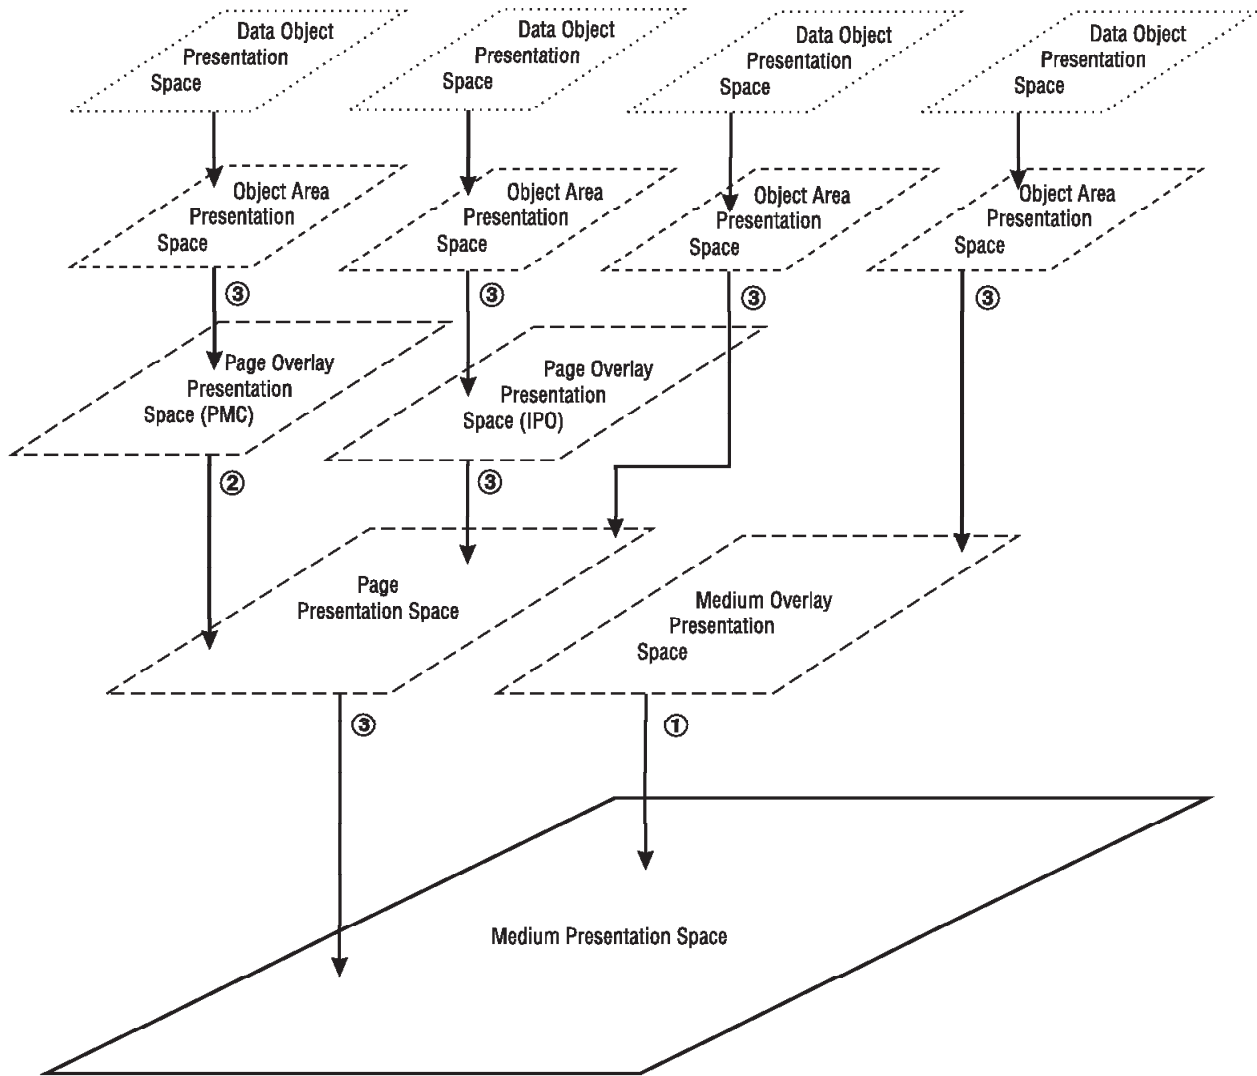 Data Object
Presentation
Space
Data Object
Presentation
Space
Data Object
Presentation
Space
Data Object
Presentation
Space
Object Area
Presentation
Space
Object Area
Presentation
Space
Object Area
Presentation
Space
Object Area
Presentation
Space
③
③
③
③
Page Overlay
Presentation
Space (PMC)
Page Overlay
Presentation
Space (IPO)
②
③
Page
Presentation Space
Medium Overlay
Presentation
Space
③
①
Medium Presentation Space